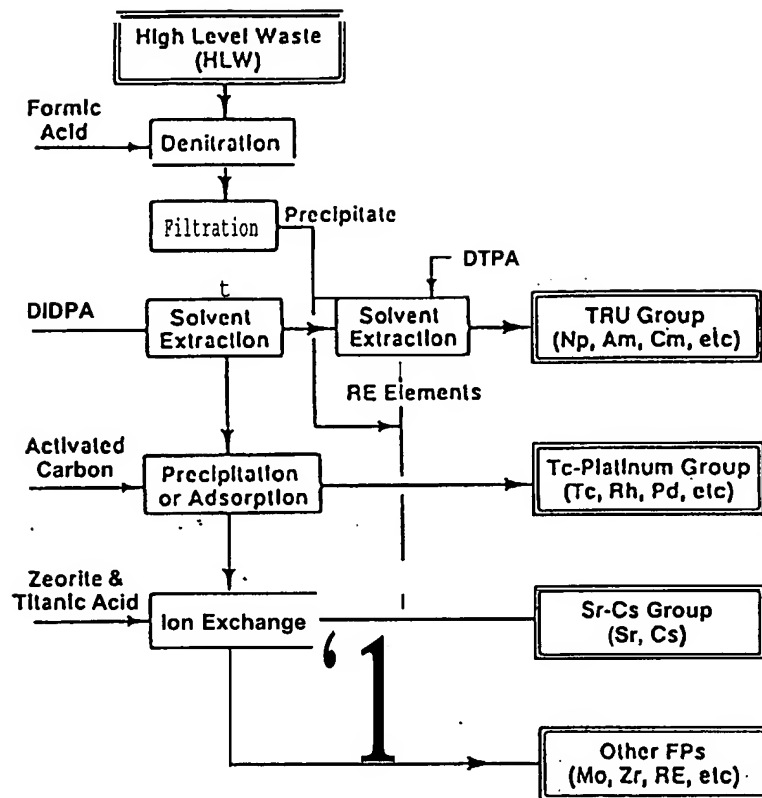 High Level Waste
(HLW)
Formic
Acid
Denitration
Filtration
Precipitate
DTPA
t
DIDPA
Solvent
Extraction
Solvent
Extraction
TRU Group
(Np, Am, Cm, etc)
RE Elements
Activated
Carbon
Precipitation
or Adsorption
Tc-Platinum Group
(Tc, Rh, Pd, etc)
Zeorite &
Titanic Acid
Ion Exchange
Sr-Cs Group
(Sr, Cs)
‘1
Other FPs
(Mo, Zr, RE, etc)